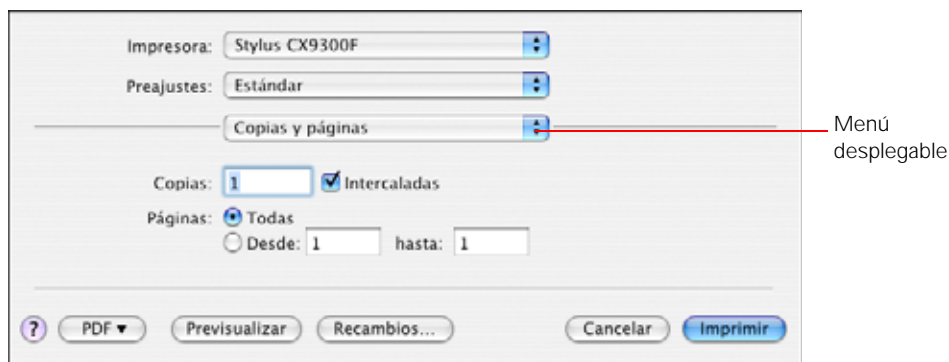 Impresora: Stylus CX9300F
Preajustes: Estándar
Copias y páginas
Menú
desplegable
Copias: 1 Intercaladas
Páginas: Todas
Desde: 1 hasta: 1
? PDF ▼ Previsualizar Recambios... Cancelar Imprimir